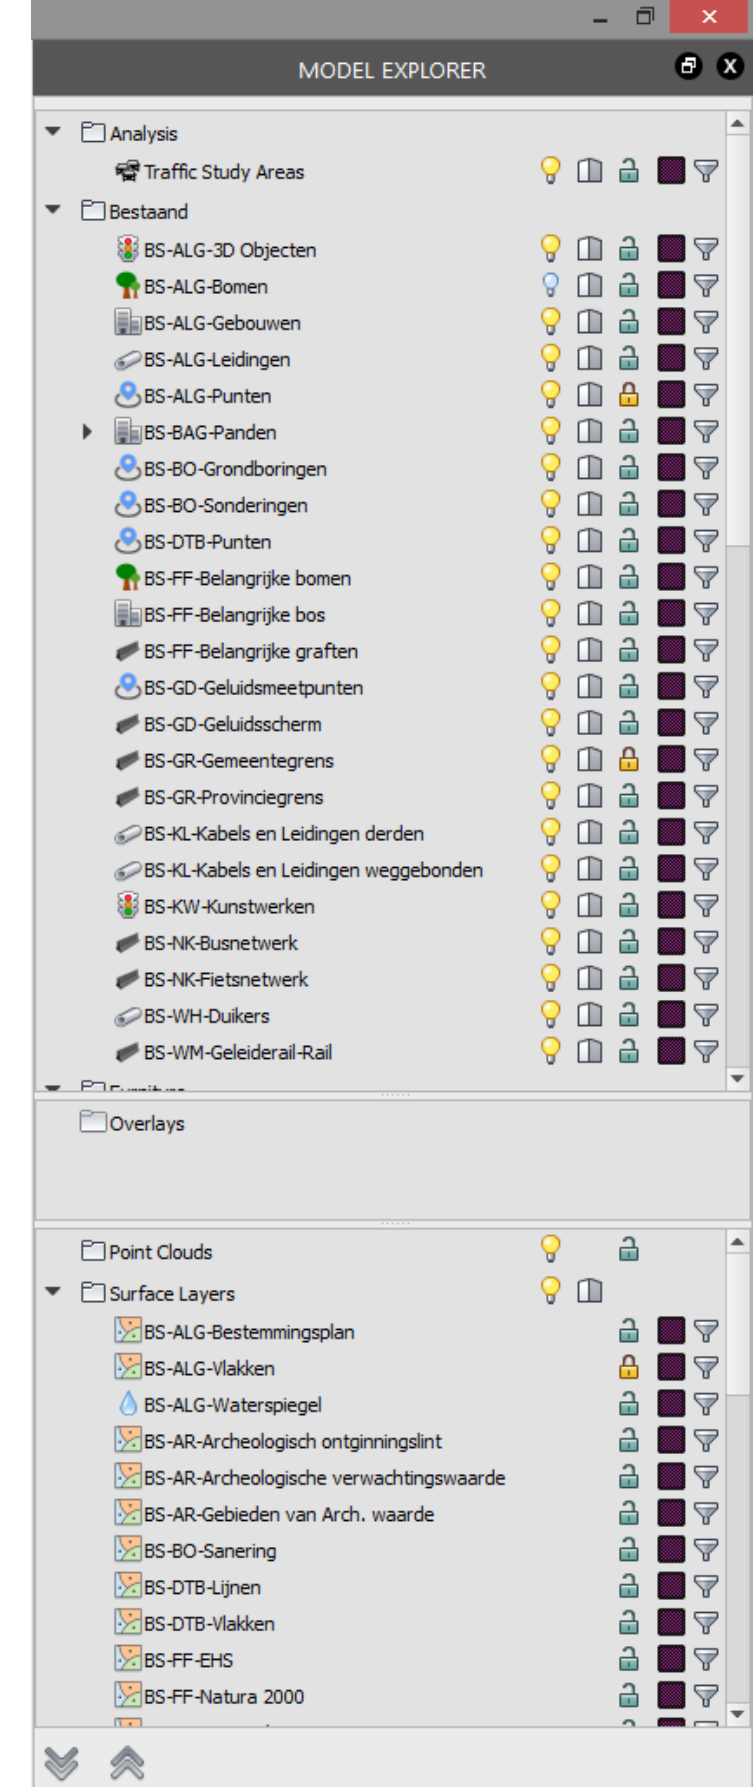 MODEL EXPLORER
Analysis
Traffic Study Areas
Bestaand
BS-ALG-3D Objecten
BS-ALG-Bomen
BS-ALG-Gebouwen
BS-ALG-Leidingen
BS-ALG-Punten
BS-BAG-Panden
BS-BO-Grondboringen
BS-BO-Sonderingen
BS-DTB-Punten
BS-FF-Belangrijke bomen
BS-FF-Belangrijke bos
BS-FF-Belangrijke graften
BS-GD-Geluidsmeetpunten
BS-GD-Geluidsscherm
BS-GR-Gemeentegrens
BS-GR-Provinciegrens
BS-KL-Kabels en Leidingen derden
BS-KL-Kabels en Leidingen weggebonden
BS-KW-Kunstwerken
BS-NK-Busnetwerk
BS-NK-Fietsnetwerk
BS-WH-Duikers
BS-WM-Geleiderail-Rail
Furniture
Overlays
Point Clouds
Surface Layers
BS-ALG-Bestemmingsplan
BS-ALG-Vlakken
BS-ALG-Waterspiegel
BS-AR-Archeologisch ontginningslint
BS-AR-Archeologische verwachtingswaarde
BS-AR-Gebieden van Arch. waarde
BS-BO-Sanering
BS-DTB-Lijnen
BS-DTB-Vlakken
BS-FF-EHS
BS-FF-Natura 2000